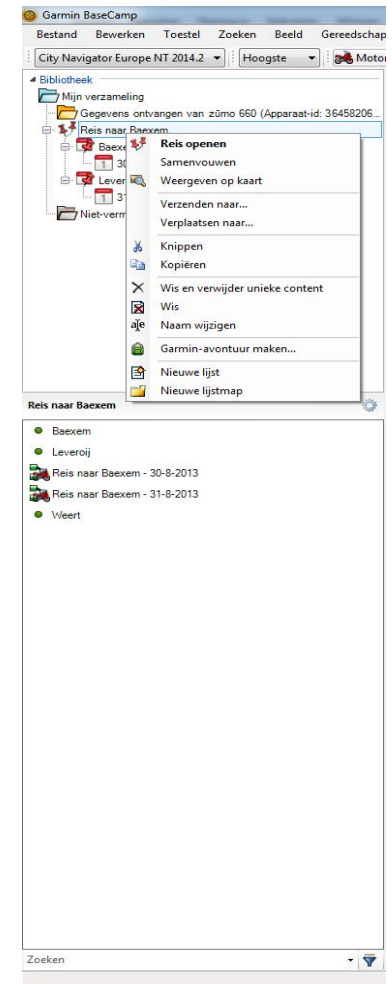 Garmin BaseCamp
Bestand Bewerken Toestel Zoeken Beeld Gereedschap
City Navigator Europe NT 2014.2 Hoogste Motor
Bibliotheek
Mijn verzameling
Gegevens ontvangen van zūmo 660 (Apparaat-id: 36458206...
Reis naar Baexem
Baexe
1 30
Lever
1 31
Niet-verm
Reis openen
Samenvouwen
Weergeven op kaart
Verzenden naar...
Verplaatsen naar...
Knippen
Kopiëren
Wis en verwijder unieke content
Wis
Naam wijzigen
Garmin-avontuur maken...
Nieuwe lijst
Nieuwe lijstmap
Reis naar Baexem
Baexem
Leveroij
Reis naar Baexem - 30-8-2013
Reis naar Baexem - 31-8-2013
Weert
Zoeken